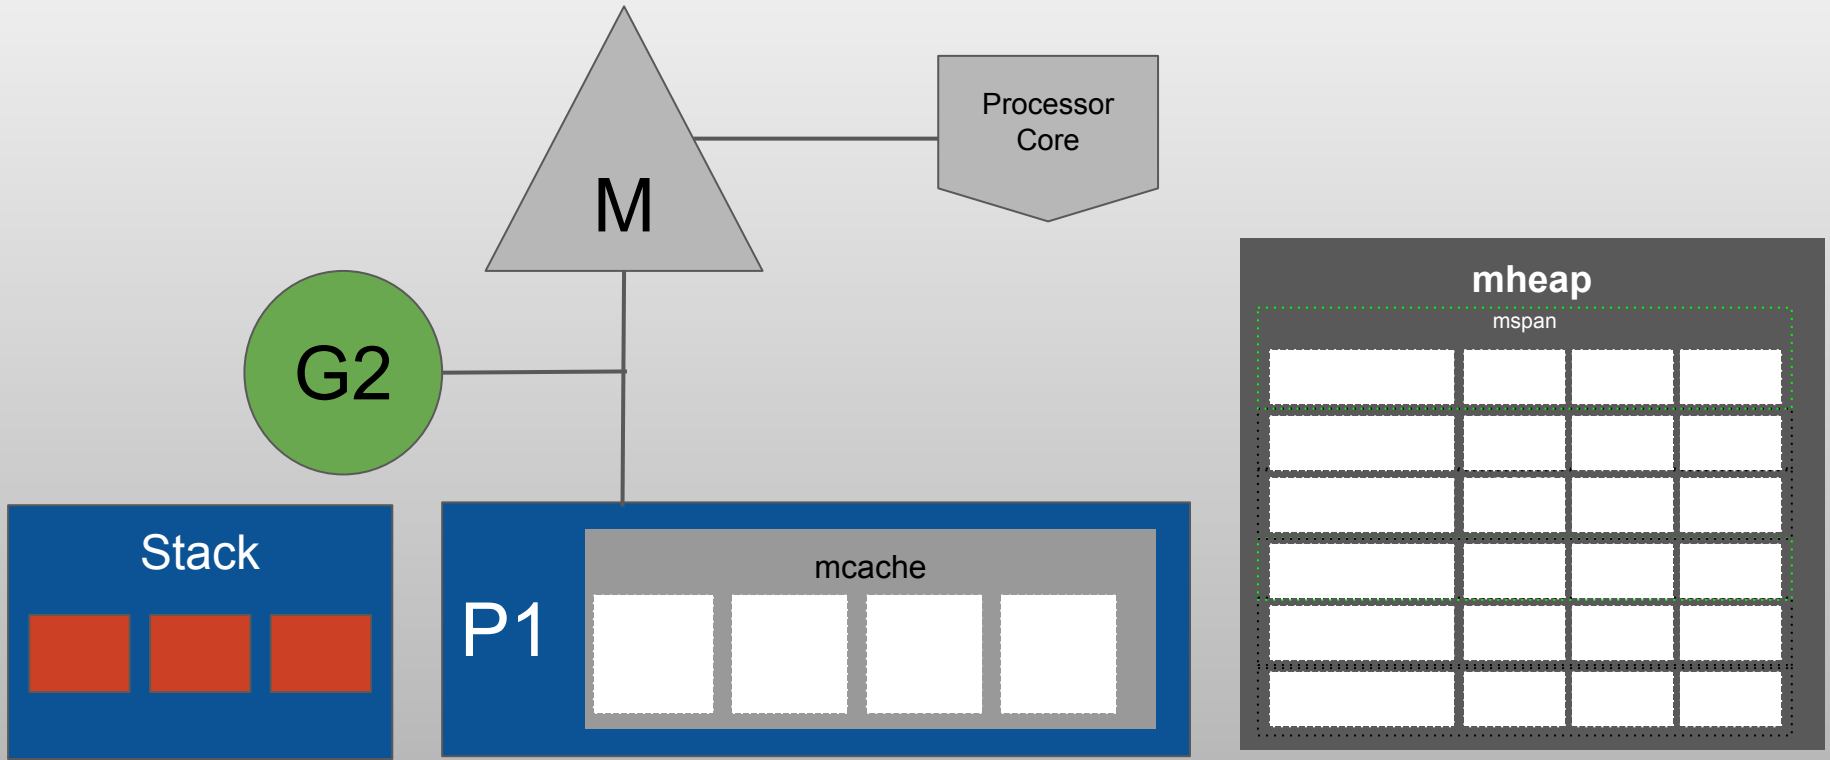 Processor
Core
M
mheap
mspan
G2
Stack
mcache
P1